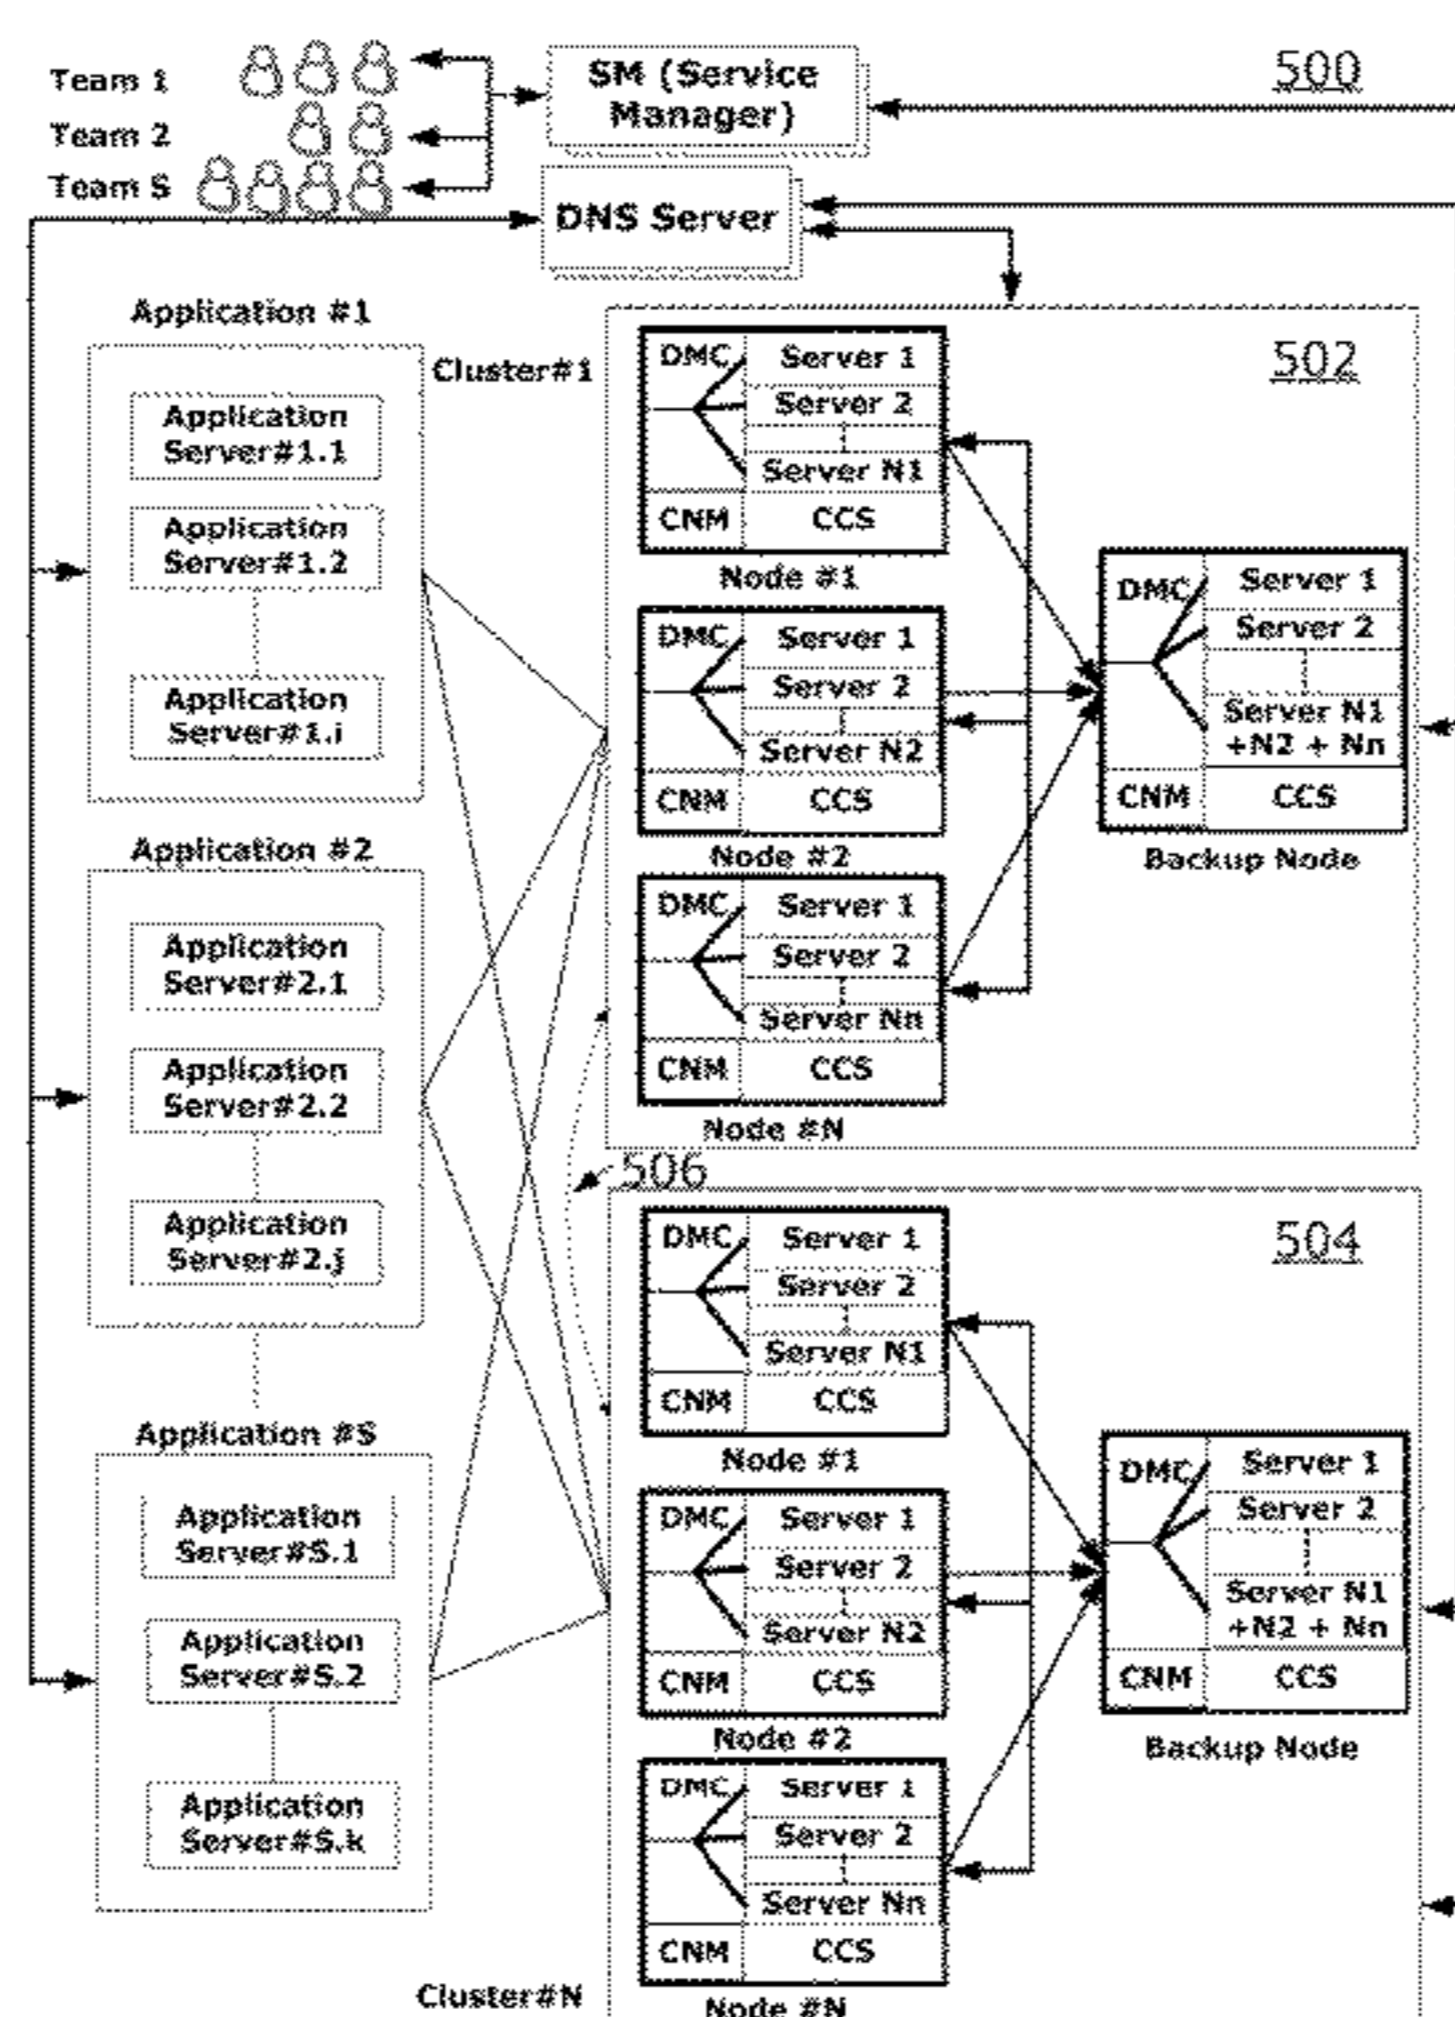 Team 1
Team 2
Team S
SM (Service
Manager)
500
DNS Server
Application #1
Application
Server#1.1
Application
Server#1.2
Application
Server#1.i
Application #2
Application
Server#2.1
Application
Server#2.2
Application
Server#2.j
Application #S
Application
Server#S.1
Application
Server#S.2
Application
Server#S.k
Cluster#1
502
DMC
Server 1
Server 2
Server N1
CNM
CCS
Node #1
DMC
Server 1
Server 2
Server N2
CNM
CCS
Node #2
DMC
Server 1
Server 2
Server Nn
CNM
CCS
Node #N
DMC
Server 1
Server 2
Server N1
+N2 + Nn
CNM
CCS
Backup Node
506
504
DMC
Server 1
Server 2
Server N1
CNM
CCS
Node #1
DMC
Server 1
Server 2
Server N2
CNM
CCS
Node #2
DMC
Server 1
Server 2
Server Nn
CNM
CCS
Node #N
DMC
Server 1
Server 2
Server N1
+N2 + Nn
CNM
CCS
Backup Node
Cluster#N